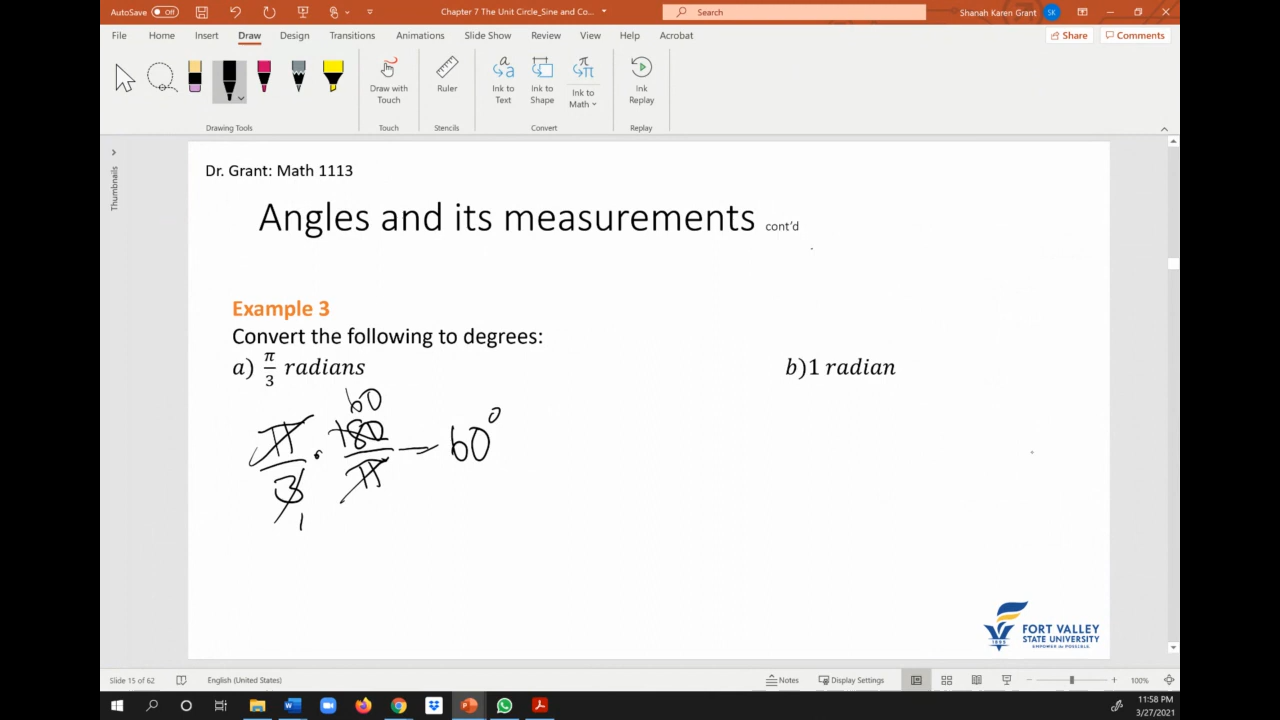 AutoSave Off Chapter 7 The Unit Circle_Sine and Co... Search Shanah Karen Grant SK
File Home Insert Draw Design Transitions Animations Slide Show Review View Help Acrobat Share Comments
Draw with Touch
Ruler
Ink to Text
Ink to Shape
Ink to Math
Ink Replay
Drawing Tools Touch Stencils Convert Replay
Thumbnails
Dr. Grant: Math 1113
Angles and its measurements cont'd
Example 3
Convert the following to degrees:
a) π/3 radians b)1 radian
60
π/3 · 180/π = 60°
1
FORT VALLEY
STATE UNIVERSITY
EMPOWER the POSSIBLE.
1895
Slide 15 of 62 English (United States) Notes Display Settings 100%
11:58 PM
3/27/2021